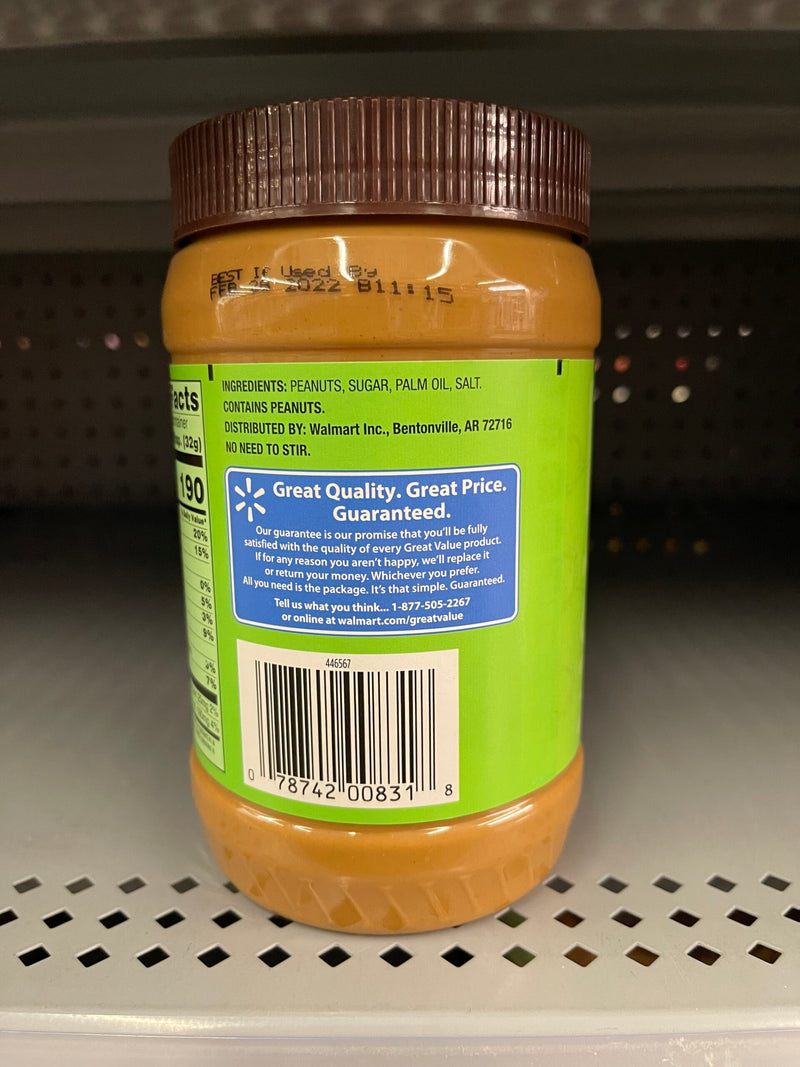 BEST If Used By
FEB 2022 B11:15
acts
(32g)
190
20%
15%
0%
5%
3%
9%
7%
INGREDIENTS: PEANUTS, SUGAR, PALM OIL, SALT.
CONTAINS PEANUTS.
DISTRIBUTED BY: Walmart Inc., Bentonville, AR 72716
NO NEED TO STIR.
Great Quality. Great Price.
Guaranteed.
Our guarantee is our promise that you'll be fully
satisfied with the quality of every Great Value product.
If for any reason you aren't happy, we'll replace it
or return your money. Whichever you prefer.
All you need is the package. It's that simple. Guaranteed.
Tell us what you think... 1-877-505-2267
or online at walmart.com/greatvalue
446567
0 78742 00831 8